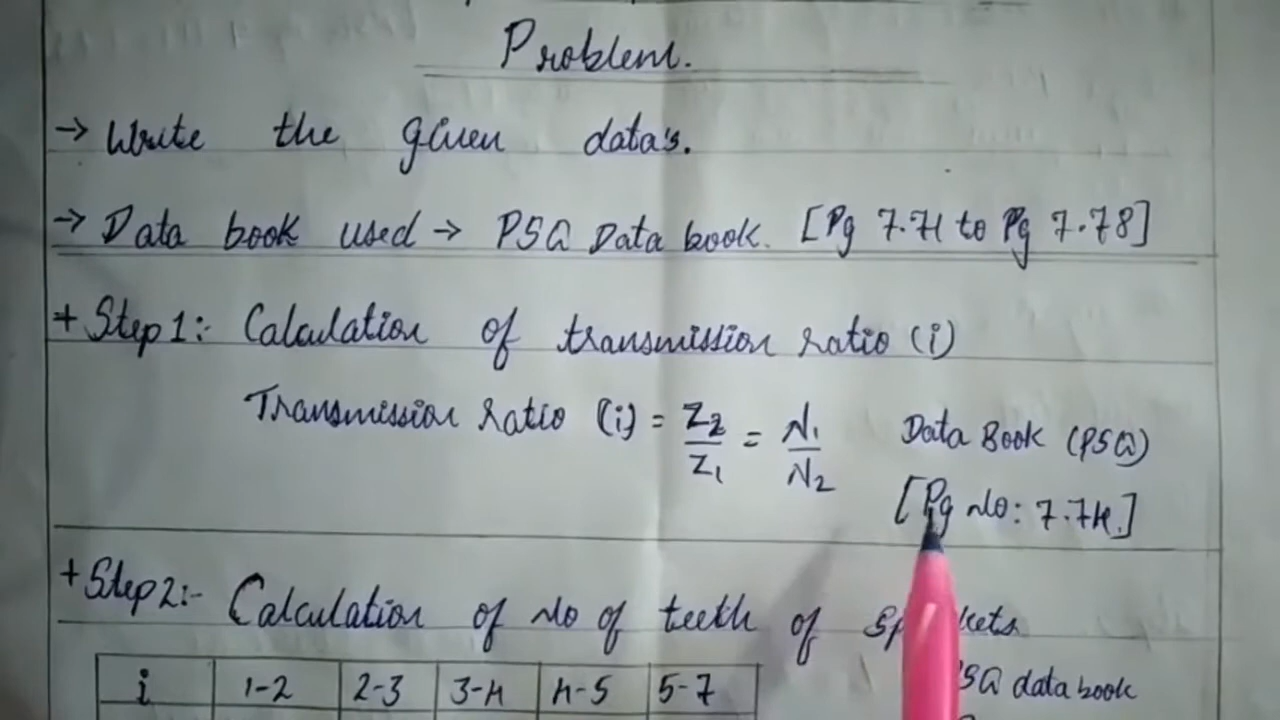 Problem.
→ Write the given data's.
→ Data book used → PSG Data book. [Pg 7.71 to Pg 7.78]
+ Step 1:- Calculation of transmission ratio (i)
Transmission ratio (i) = Z2/Z1 = N1/N2 Data Book (PSG)
[Pg No: 7.74.]
+ Step 2:- Calculation of No of teeth of
i 1-2 2-3 3-4 4-5 5-7 data book